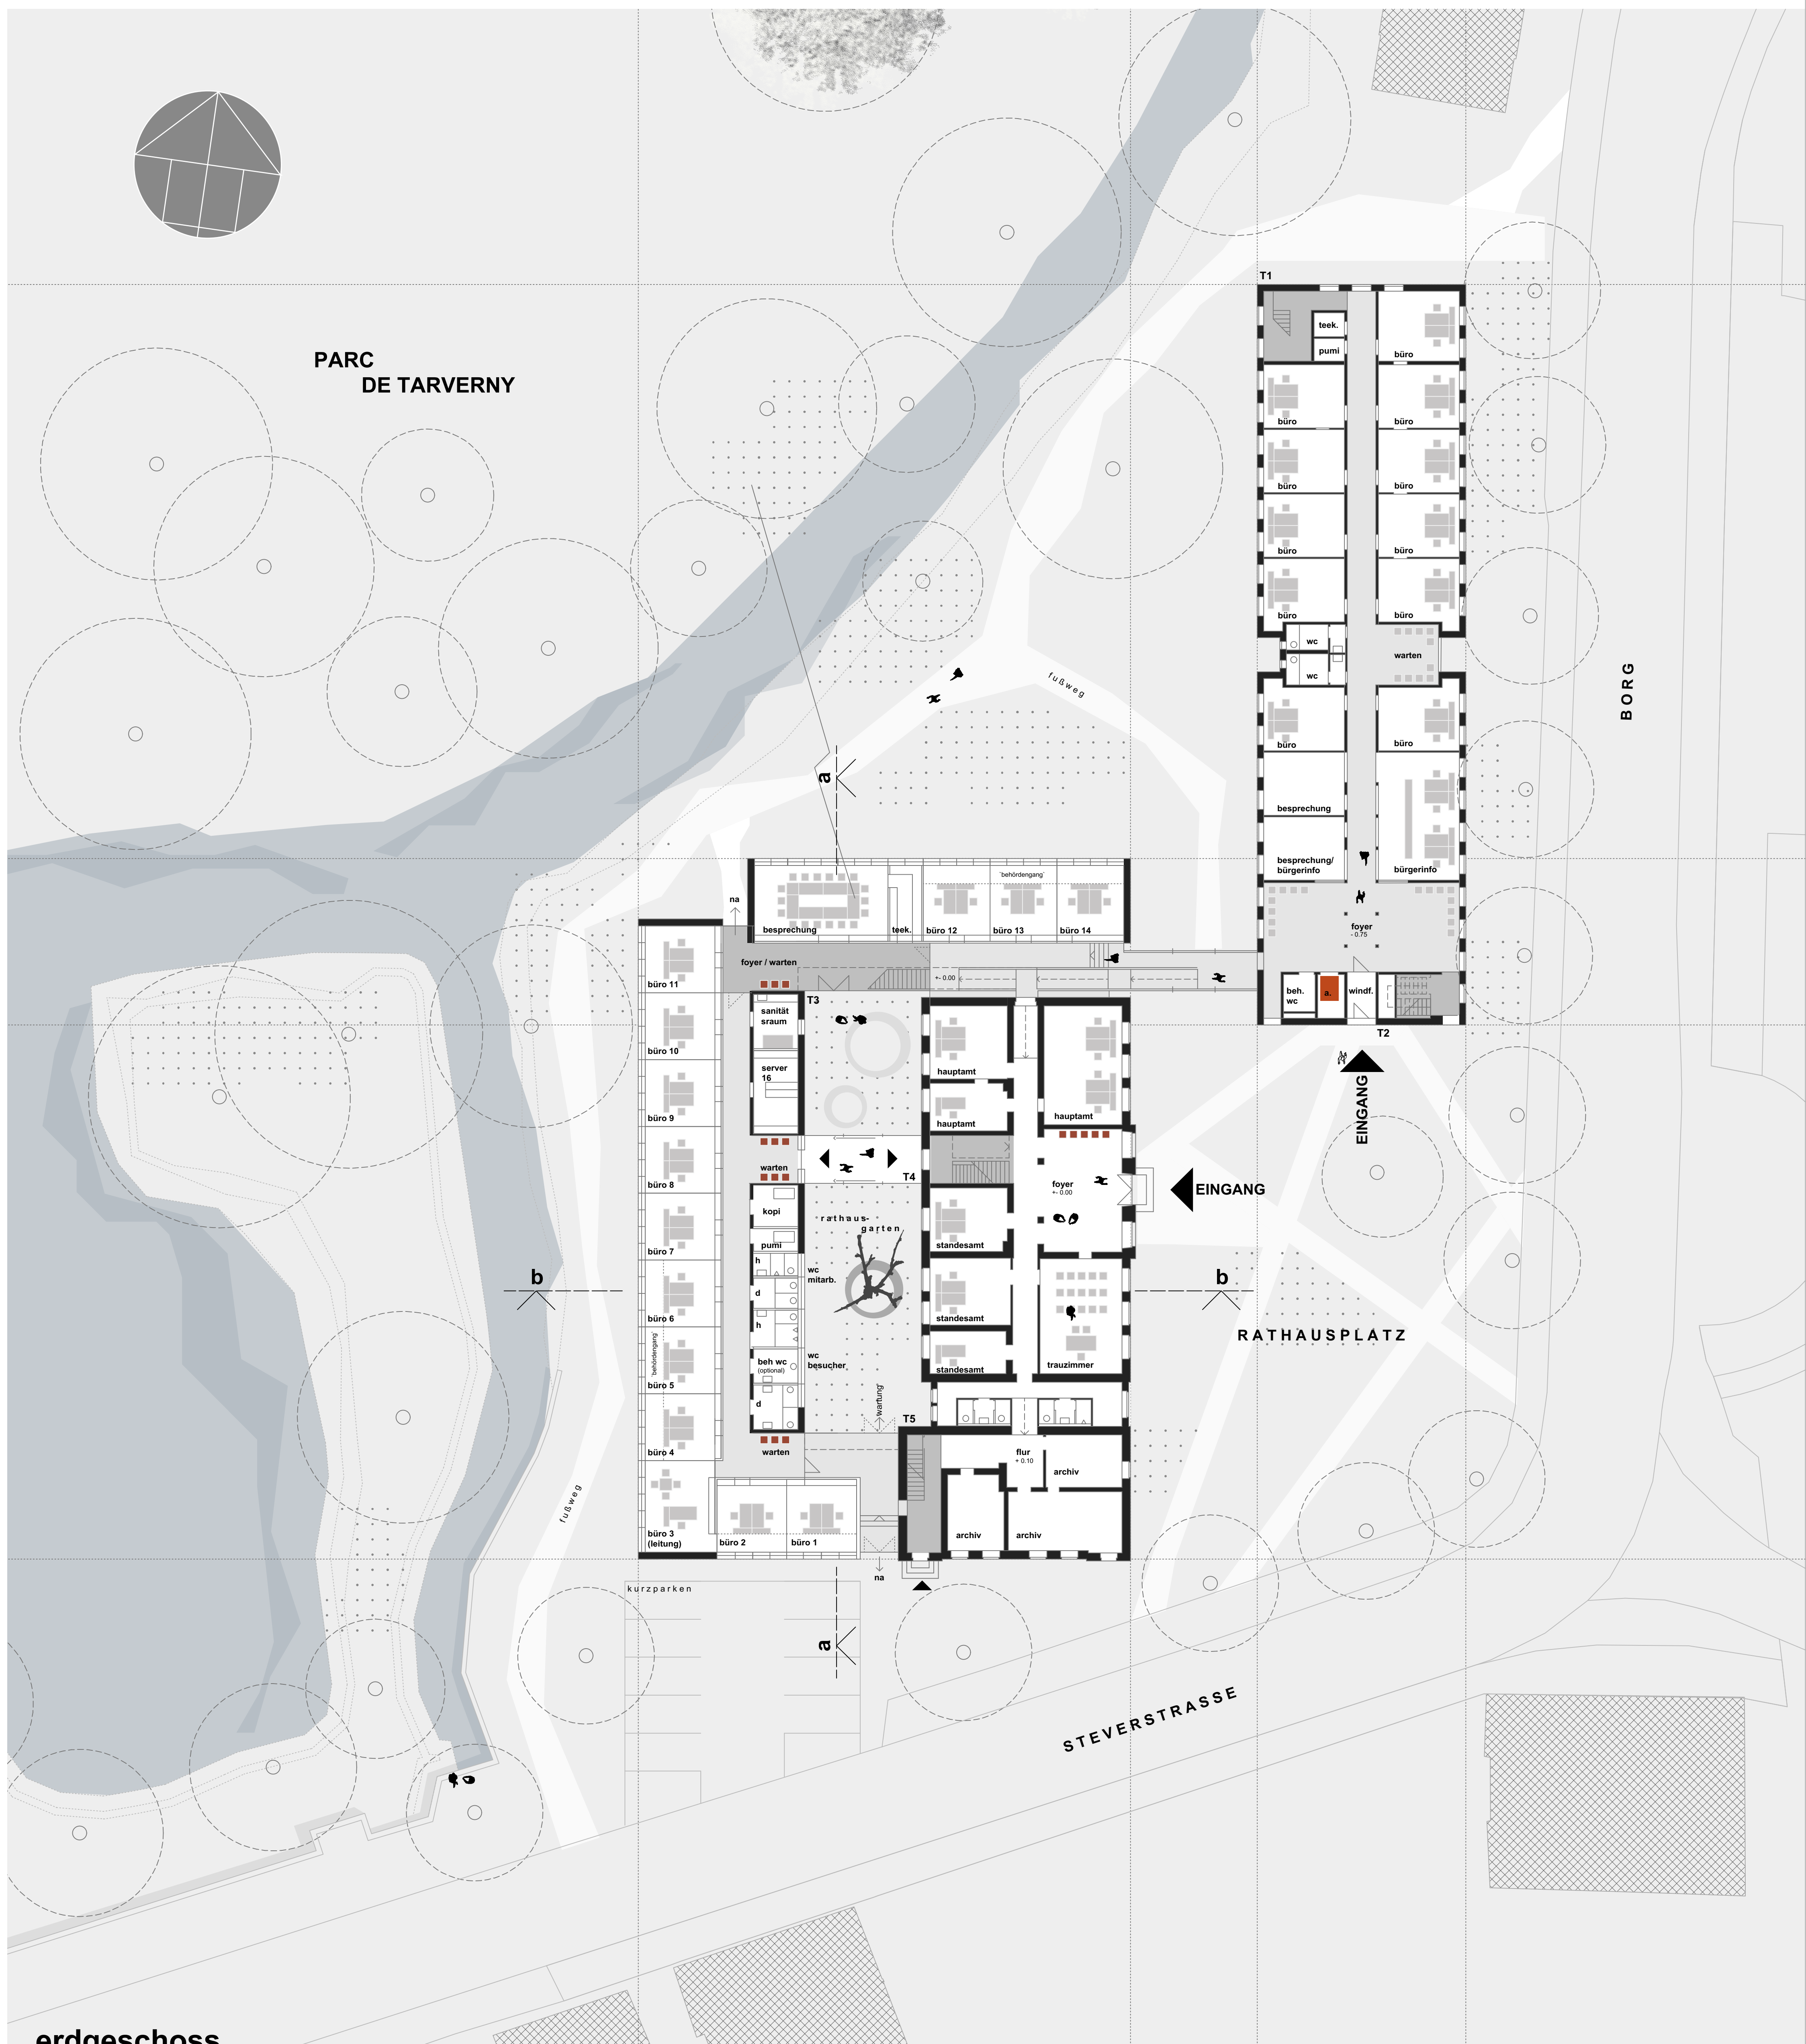 PARC
DE TARVERNY
T1
teek.
pumi
büro
büro
büro
büro
büro
büro
büro
büro
büro
wc
wc
warten
büro
büro
besprechung
besprechung/
bürgerinfo
bürgerinfo
foyer
- 0.75
beh.
wc
a.
windf.
T2
EINGANG
BORG
fußweg
a
na
besprechung
teek.
´behördengang`
büro 12
büro 13
büro 14
foyer / warten
+- 0.00
büro 11
T3
sanität
sraum
büro 10
server
16
büro 9
warten
büro 8
T4
kopi
rathaus-
garten
pumi
büro 7
h
wc
mitarb.
d
büro 6
h
´behördengang`
wc
besucher
beh wc
(optional)
büro 5
d
wartung
büro 4
warten
T5
büro 3
(leitung)
büro 2
büro 1
na
hauptamt
hauptamt
hauptamt
foyer
+- 0.00
EINGANG
standesamt
standesamt
standesamt
trauzimmer
flur
+ 0.10
archiv
archiv
archiv
b
b
RATHAUSPLATZ
fußweg
kurzparken
a
STEVERSTRASSE
erdgeschoss